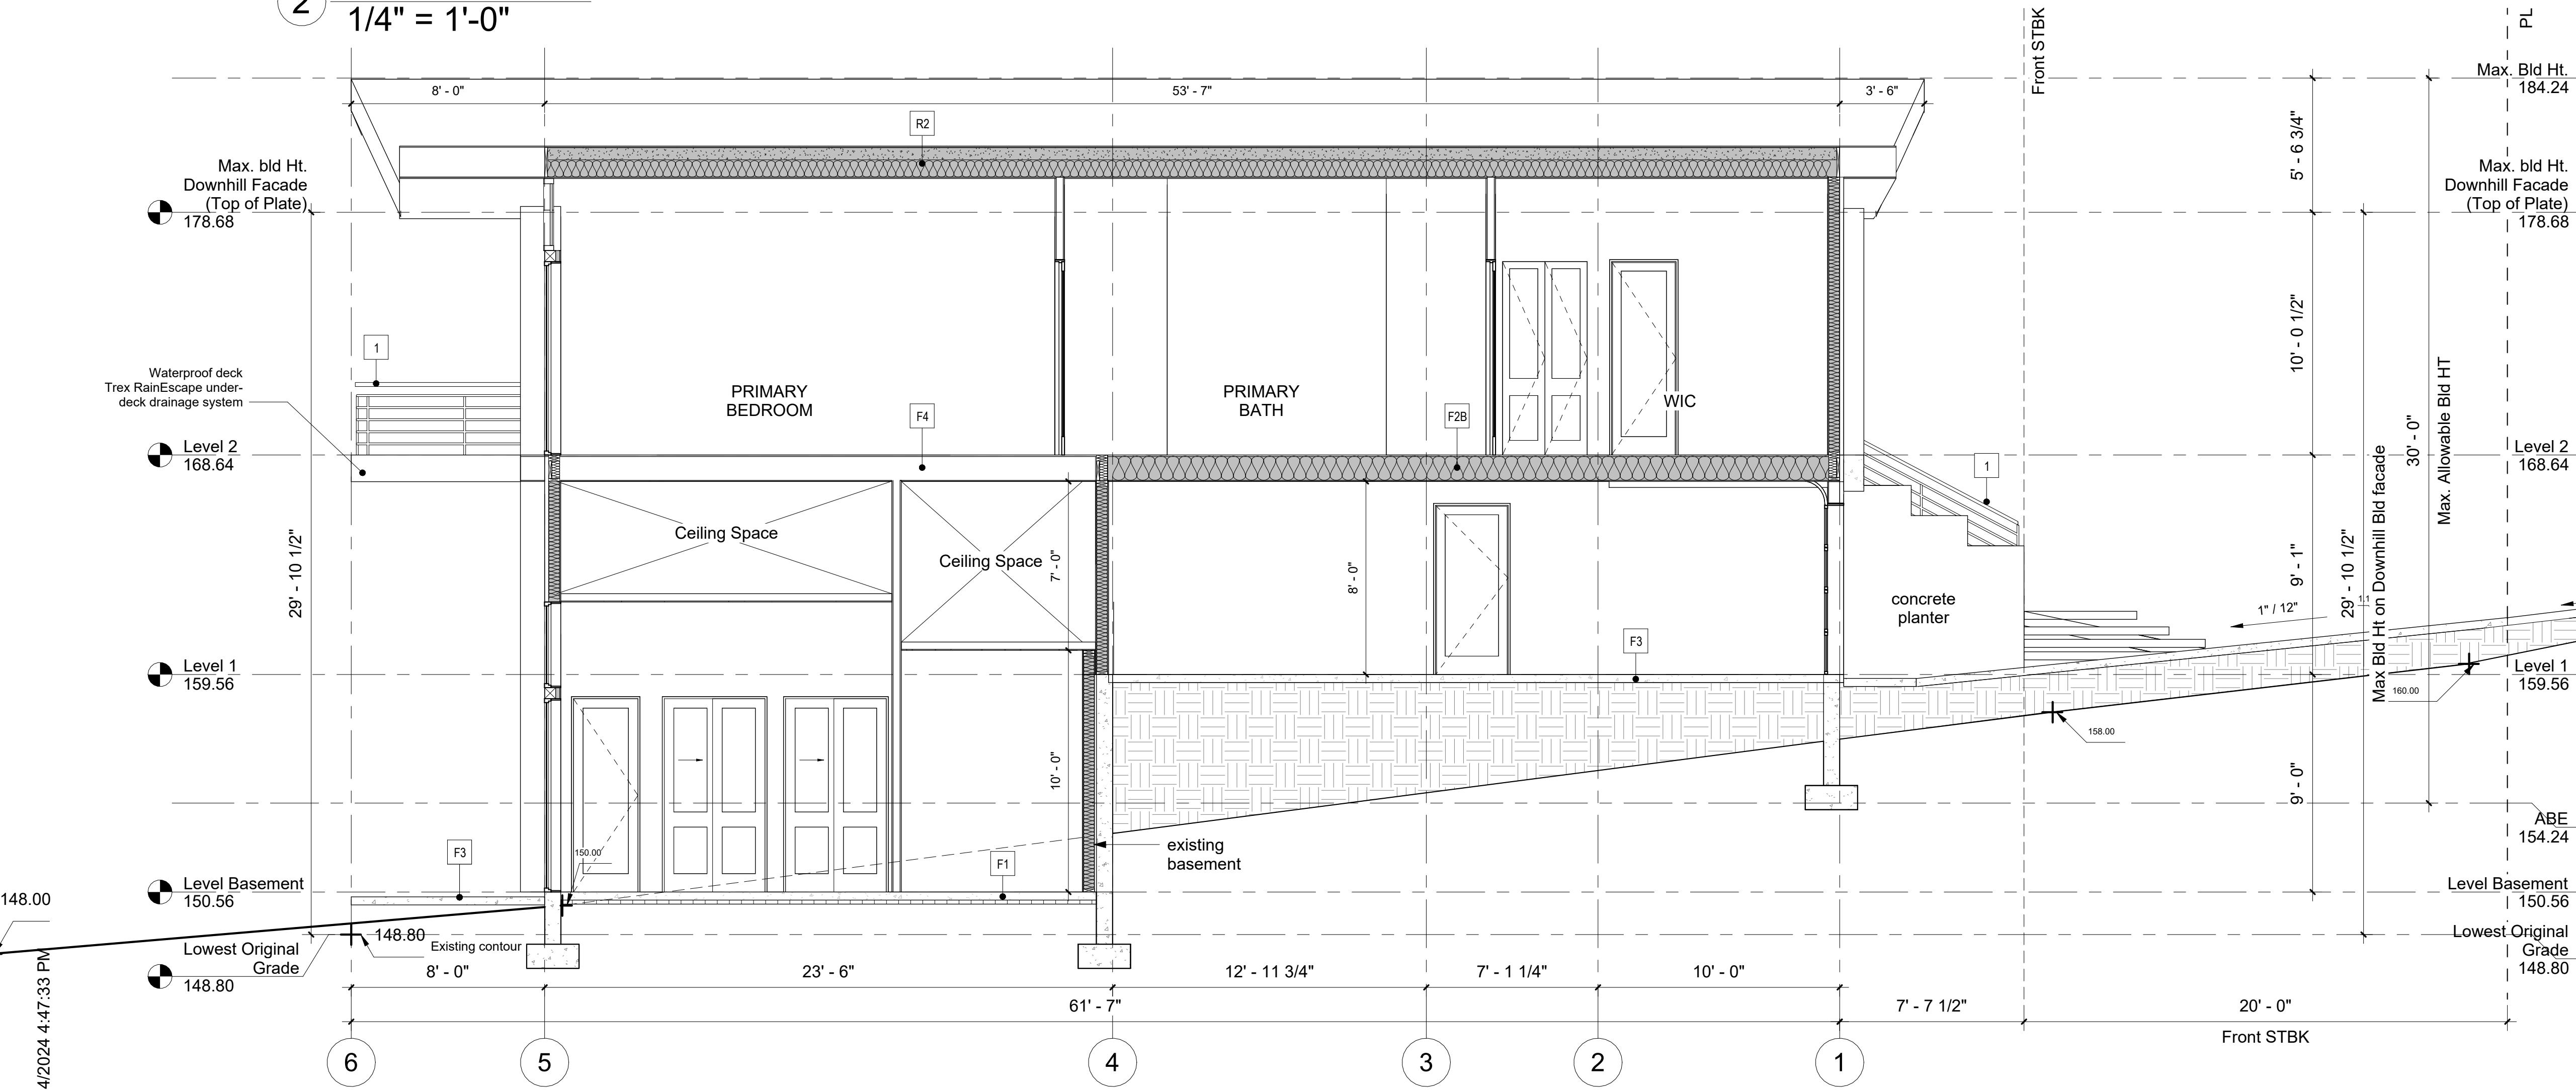 2
1/4" = 1'-0"
Front STBK
PL
8' - 0"
53' - 7"
3' - 6"
Max. Bld Ht.
184.24
R2
5' - 6 3/4"
Max. bld Ht.
Downhill Facade
(Top of Plate)
178.68
Max. bld Ht.
Downhill Facade
(Top of Plate)
178.68
10' - 0 1/2"
1
Waterproof deck
Trex RainEscape under-
deck drainage system
PRIMARY
BEDROOM
F4
PRIMARY
BATH
F2B
WIC
Level 2
168.64
Level 2
168.64
30' - 0"
Max. Allowable Bld HT
1
29' - 10 1/2"
Ceiling Space
Ceiling Space
7' - 0"
8' - 0"
9' - 1"
29' - 10 1/2"
Max Bld Ht on Downhill Bld facade
concrete
planter
1" / 12"
1.1
F3
Level 1
159.56
Level 1
159.56
160.00
158.00
10' - 0"
9' - 0"
ABE
154.24
existing
basement
150.00
F3
F1
Level Basement
150.56
Level Basement
150.56
148.00
148.80
Existing contour
Lowest Original
Grade
148.80
Lowest Original
Grade
148.80
4/2024 4:47:33 PM
8' - 0"
23' - 6"
12' - 11 3/4"
7' - 1 1/4"
10' - 0"
61' - 7"
7' - 7 1/2"
20' - 0"
Front STBK
6
5
4
3
2
1